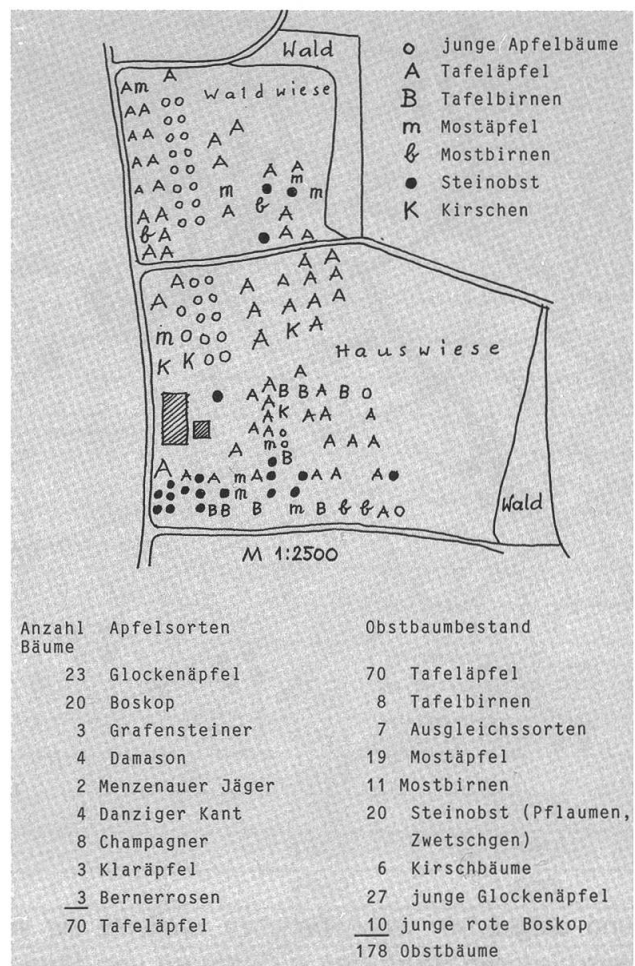 Wald
Waldwiese
o junge Apfelbäume
A Tafeläpfel
B Tafelbirnen
m Mostäpfel
b Mostbirnen
● Steinobst
K Kirschen
Hauswiese
Wald
M 1:2500
Anzahl Bäume Apfelsorten
23 Glockenäpfel
20 Boskop
3 Grafensteiner
4 Damason
2 Menzenauer Jäger
4 Danziger Kant
8 Champagner
3 Klaräpfel
3 Bernerrosen
70 Tafeläpfel
Obstbaumbestand
70 Tafeläpfel
8 Tafelbirnen
7 Ausgleichssorten
19 Mostäpfel
11 Mostbirnen
20 Steinobst (Pflaumen,
Zwetschgen)
6 Kirschbäume
27 junge Glockenäpfel
10 junge rote Boskop
178 Obstbäume